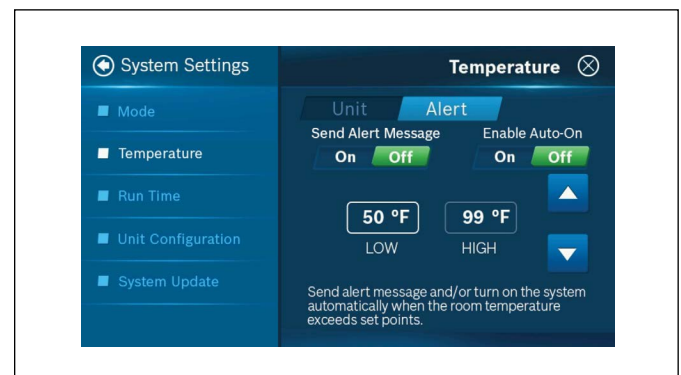 System Settings
Temperature
Mode
Temperature
Run Time
Unit Configuration
System Update
Unit Alert
Send Alert Message Enable Auto-On
On Off On Off
50 °F 99 °F
LOW HIGH
Send alert message and/or turn on the system
automatically when the room temperature
exceeds set points.